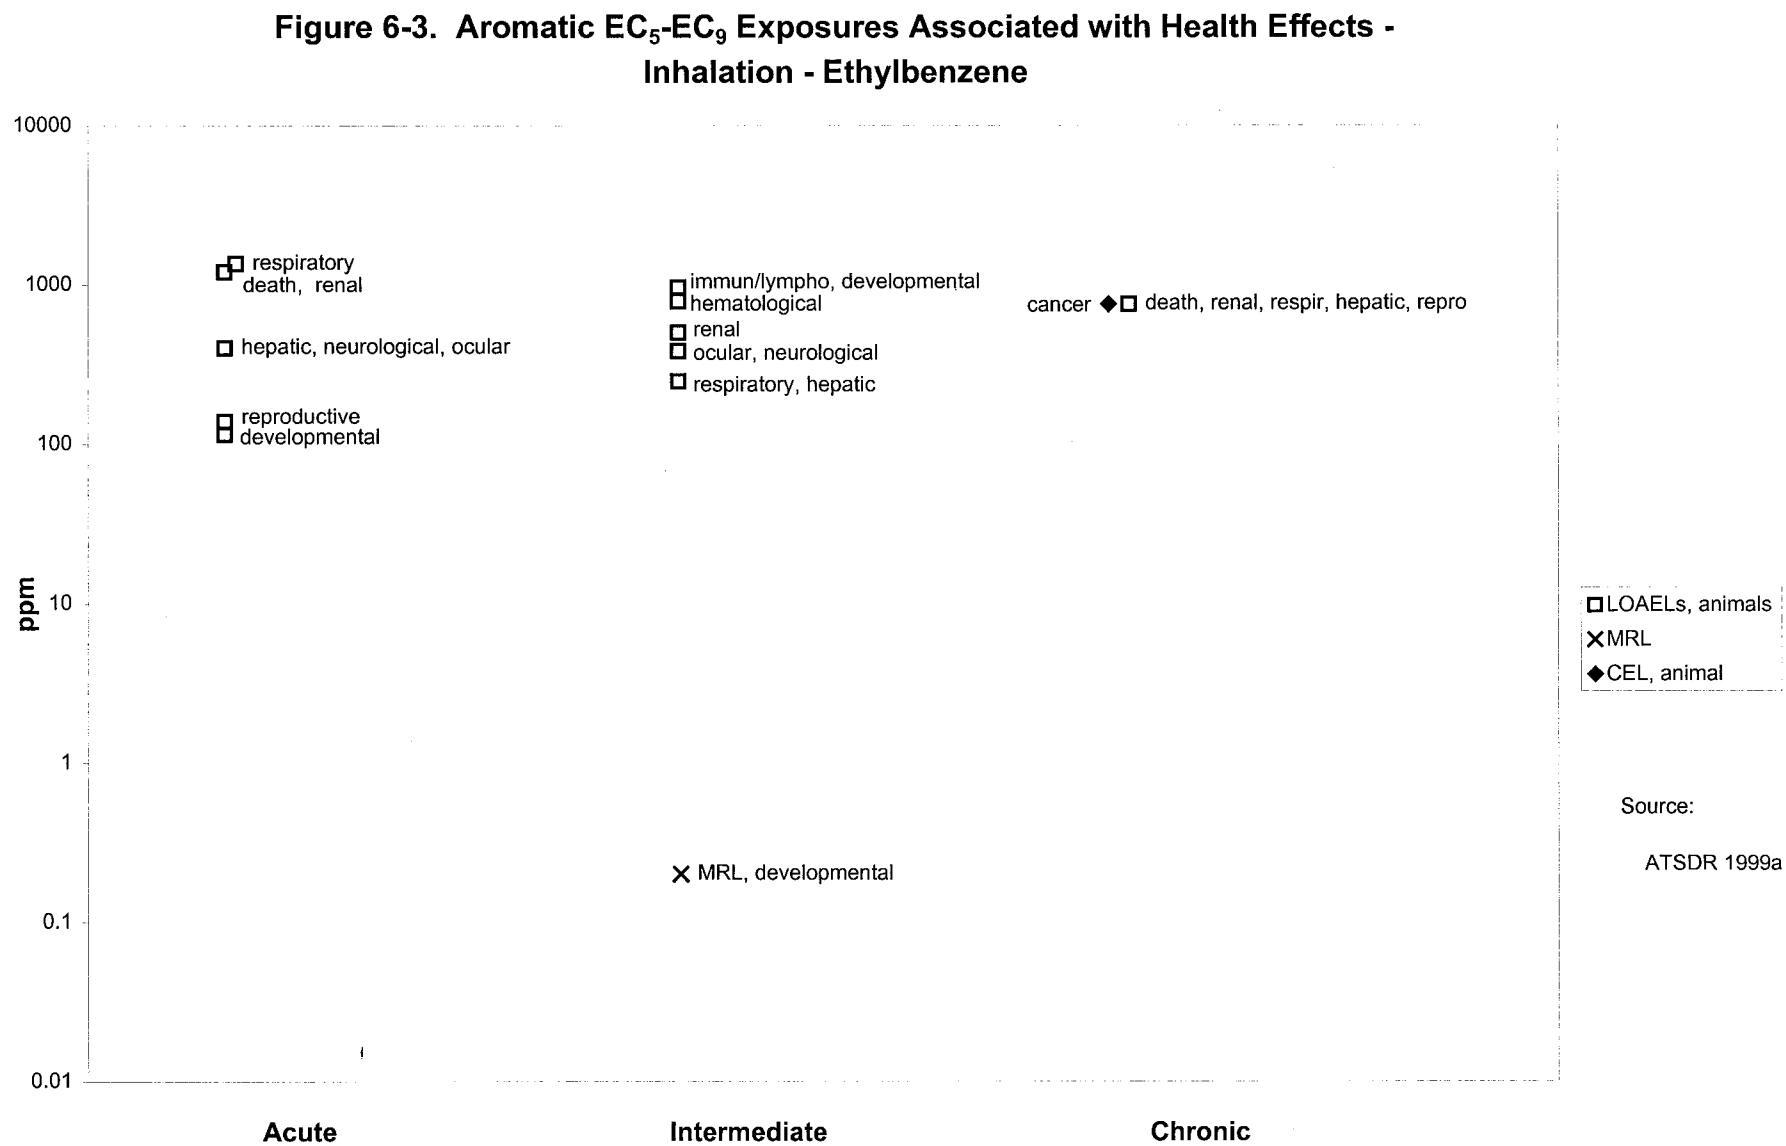 Figure 6-3. Aromatic EC₅-EC₉ Exposures Associated with Health Effects -
Inhalation - Ethylbenzene
10000
1000
100
10
1
0.1
0.01
ppm
respiratory
death, renal
hepatic, neurological, ocular
reproductive
developmental
immun/lympho, developmental
hematological
renal
ocular, neurological
respiratory, hepatic
MRL, developmental
cancer
death, renal, respir, hepatic, repro
LOAELs, animals
MRL
CEL, animal
Source:
ATSDR 1999a
Acute
Intermediate
Chronic